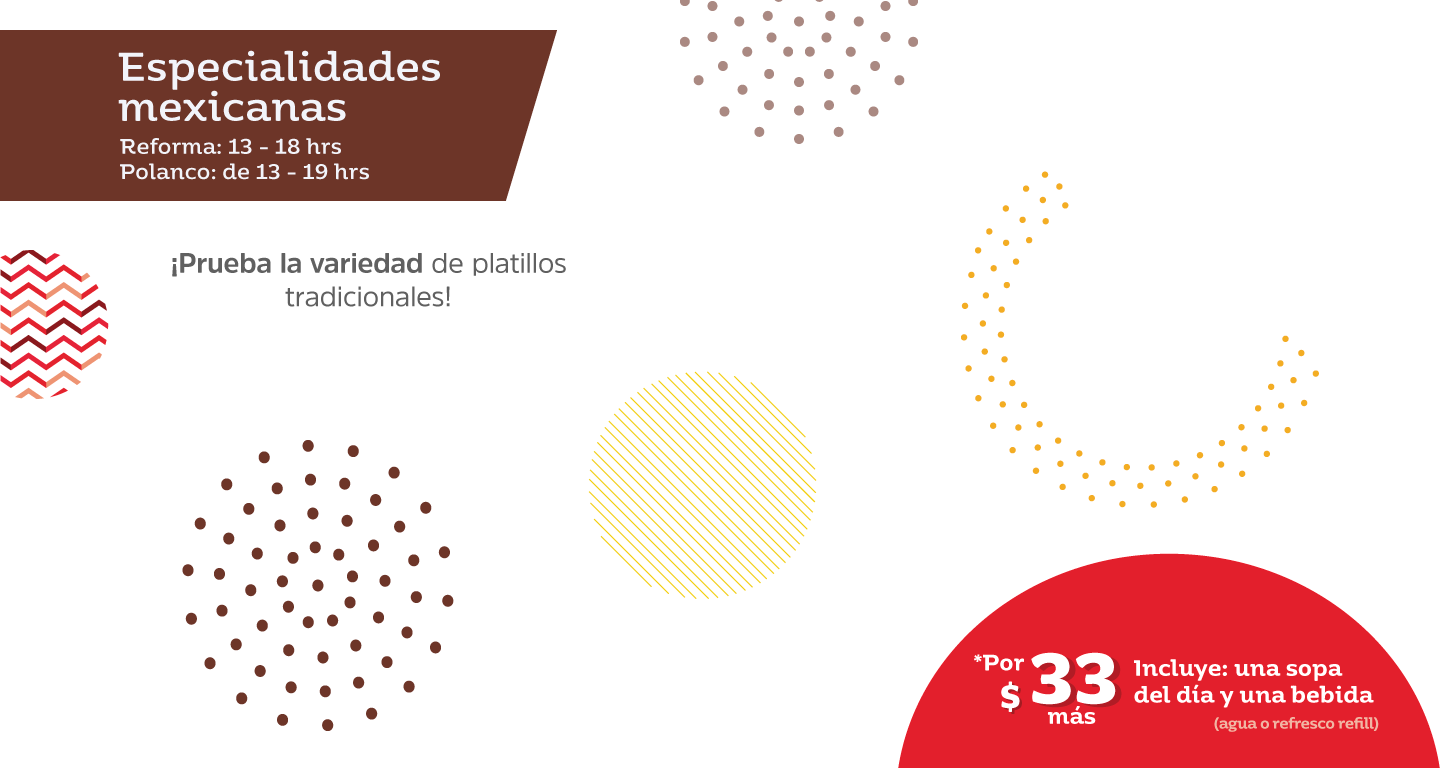 Especialidades
mexicanas
Reforma: 13 - 18 hrs
Polanco: de 13 - 19 hrs
¡Prueba la variedad de platillos
tradicionales!
*Por
$ 33
más
Incluye: una sopa
del día y una bebida
(agua o refresco refill)